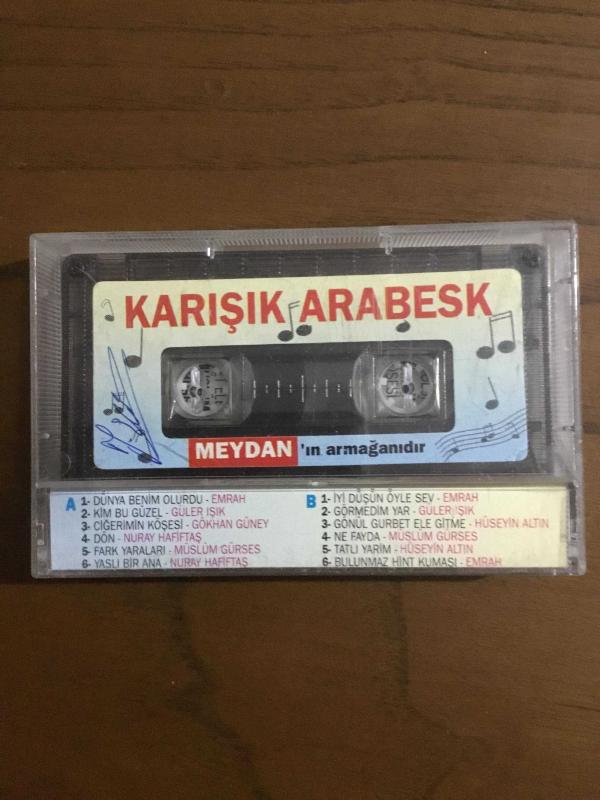 KARIŞIK ARABESK
MEYDAN 'ın armağanıdır
A
1- DÜNYA BENİM OLURDU - EMRAH
2- KİM BU GÜZEL - GÜLER IŞIK
3- CİĞERİMİN KÖŞESİ - GÖKHAN GÜNEY
4- DÖN - NURAY HAFİFTAŞ
5- FARK YARALARI - MÜSLÜM GÜRSES
6- YASLI BİR ANA - NURAY HAFİFTAŞ
B
1- İYİ DÜŞÜN ÖYLE SEV - EMRAH
2- GÖRMEDİM YAR - GÜLER IŞIK
3- GÖNÜL GURBET ELE GİTME - HÜSEYİN ALTIN
4- NE FAYDA - MÜSLÜM GÜRSES
5- TATLI YARİM - HÜSEYİN ALTIN
6- BULUNMAZ HİNT KUMAŞI - EMRAH